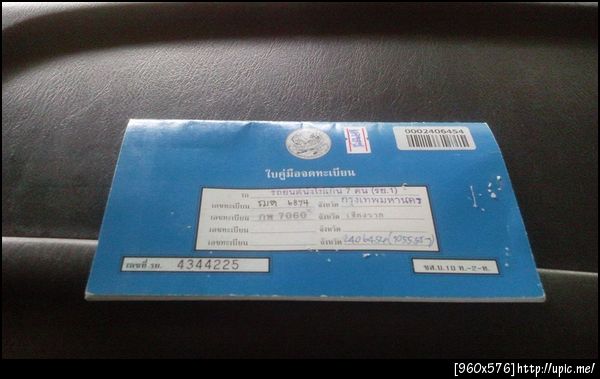 0002406454
ใบคู่มือจดทะเบียน
รถ รถยนต์นั่งไม่เกิน 7 คน (รย.1)
เลขทะเบียน จังหวัด กรุงเทพมหานคร
เลขทะเบียน กพ 7060 จังหวัด เชียงราย
เลขทะเบียน จังหวัด
เลขทะเบียน จังหวัด
เลขที่ รย. 4344225
[960x576]http://upic.me/